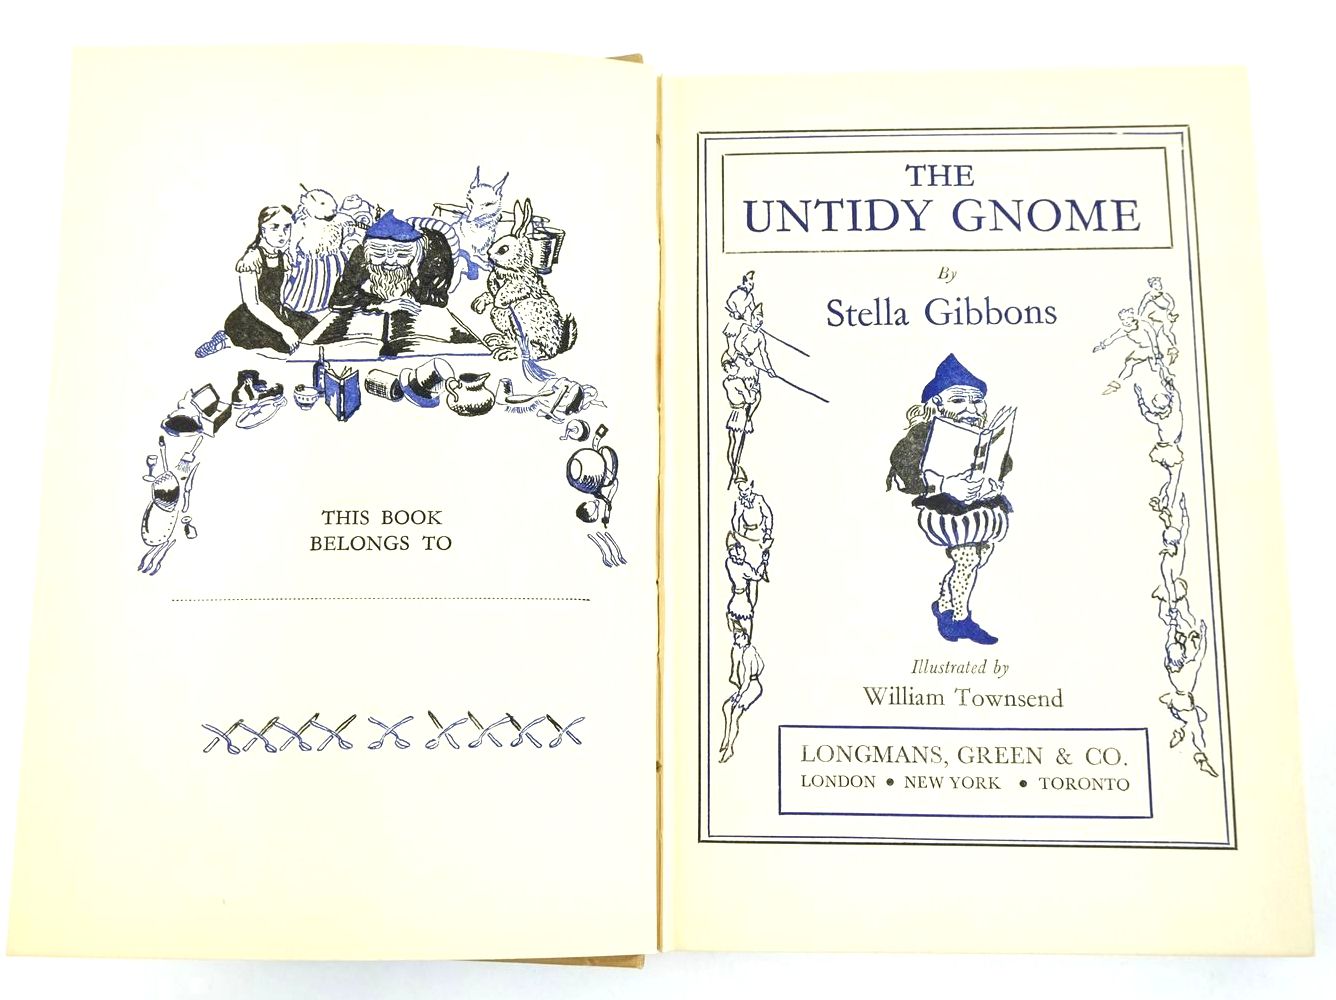 THIS BOOK
BELONGS TO
THE
UNTIDY GNOME
By
Stella Gibbons
Illustrated by
William Townsend
LONGMANS, GREEN & CO.
LONDON • NEW YORK • TORONTO